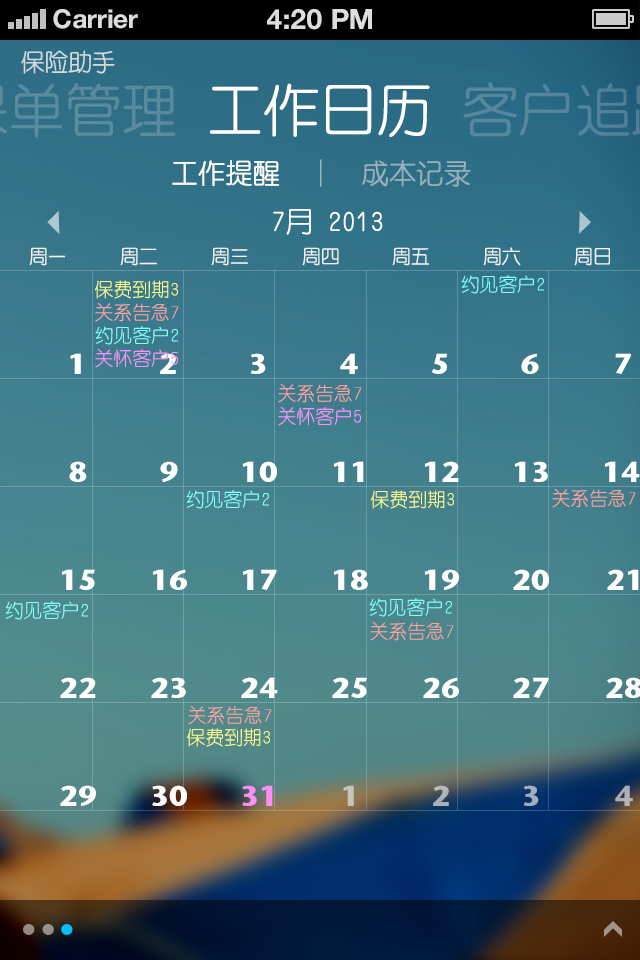 Carrier 4:20 PM
保险助手
保单管理 工作日历 客户追踪
工作提醒 | 成本记录
7月 2013
周一 周二 周三 周四 周五 周六 周日
保费到期3 约见客户2
关系告急7
约见客户2
关怀客户5
1 2 3 4 5 6 7
关系告急7
关怀客户5
8 9 10 11 12 13 14
约见客户2 保费到期3 关系告急7
15 16 17 18 19 20 21
约见客户2 约见客户2
关系告急7
22 23 24 25 26 27 28
关系告急7
保费到期3
29 30 31 1 2 3 4